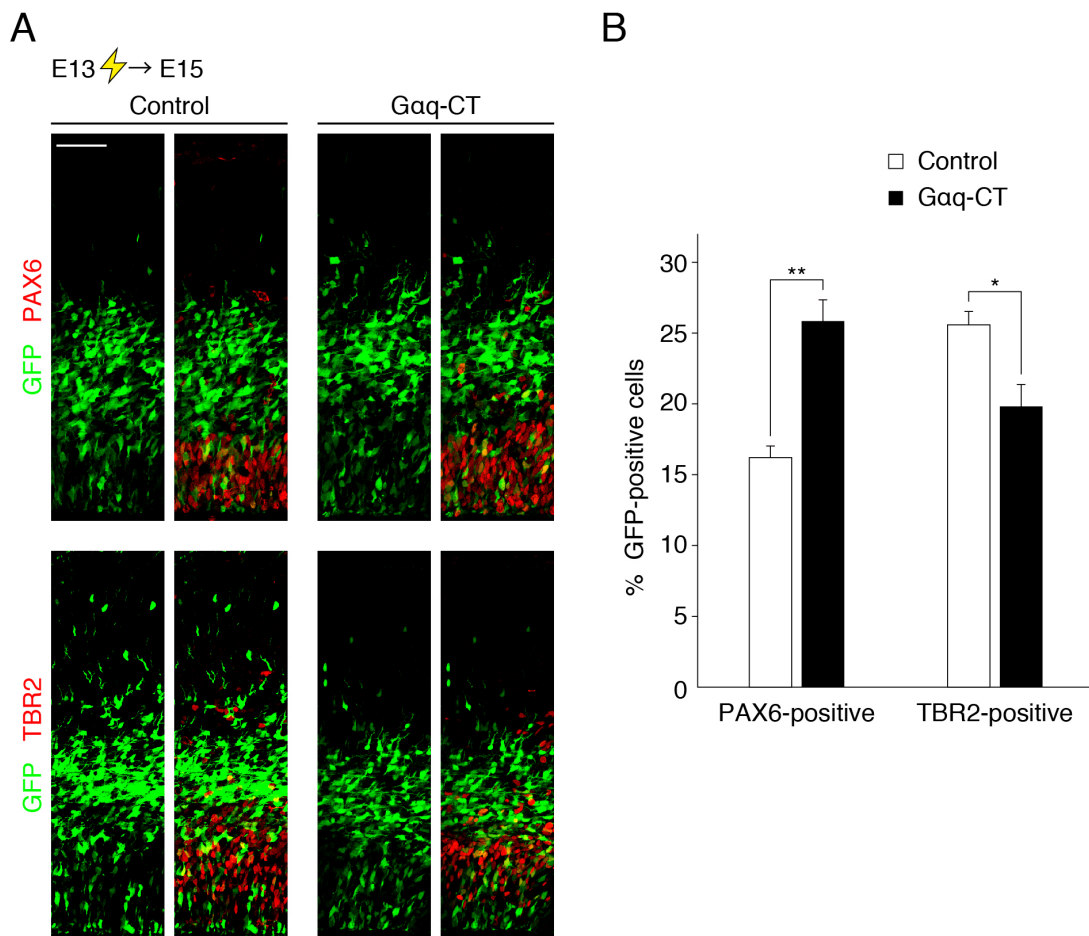 A
E13 → E15
Control
Gαq-CT
GFP PAX6
GFP TBR2
B
Control
Gαq-CT
% GFP-positive cells
30
25
20
15
10
5
0
**
*
PAX6-positive
TBR2-positive